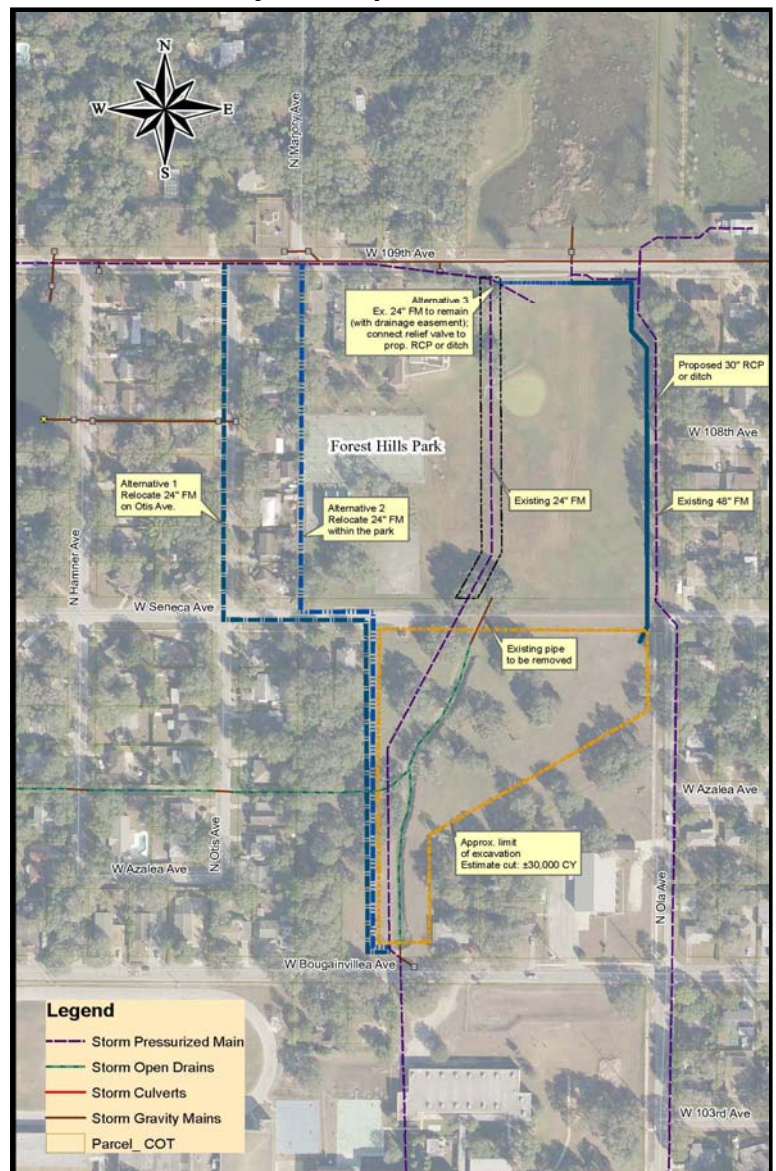 N
W
E
S
N Marjory Ave
W 109th Ave
Alternative 3
Ex. 24" FM to remain
(with drainage easement);
connect relief valve to
prop. RCP or ditch
Proposed 30" RCP
or ditch
W 108th Ave
Forest Hills Park
Alternative 1
Relocate 24" FM
on Otis Ave.
Alternative 2
Relocate 24" FM
within the park
Existing 24" FM
Existing 48" FM
N Hamner Ave
W Seneca Ave
Existing pipe
to be removed
W Azalea Ave
N Otis Ave
W Azalea Ave
Approx. limit
of excavation
Estimate cut: ±30,000 CY
N Ola Ave
W Bougainvillea Ave
W 103rd Ave
Legend
Storm Pressurized Main
Storm Open Drains
Storm Culverts
Storm Gravity Mains
Parcel_ COT